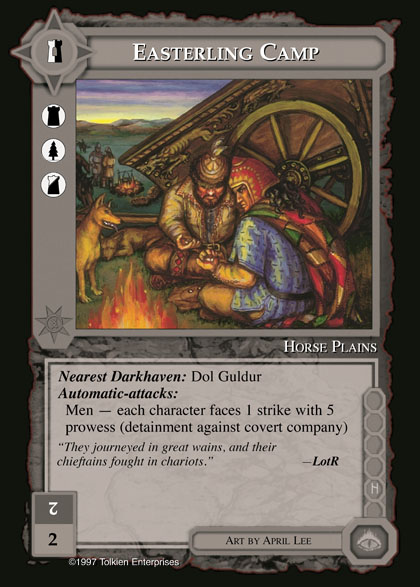 EASTERLING CAMP
HORSE PLAINS
Nearest Darkhaven: Dol Guldur
Automatic-attacks:
Men — each character faces 1 strike with 5
prowess (detainment against covert company)
“They journeyed in great wains, and their
chieftains fought in chariots.” —LotR
H
2
2
ART BY APRIL LEE
©1997 Tolkien Enterprises